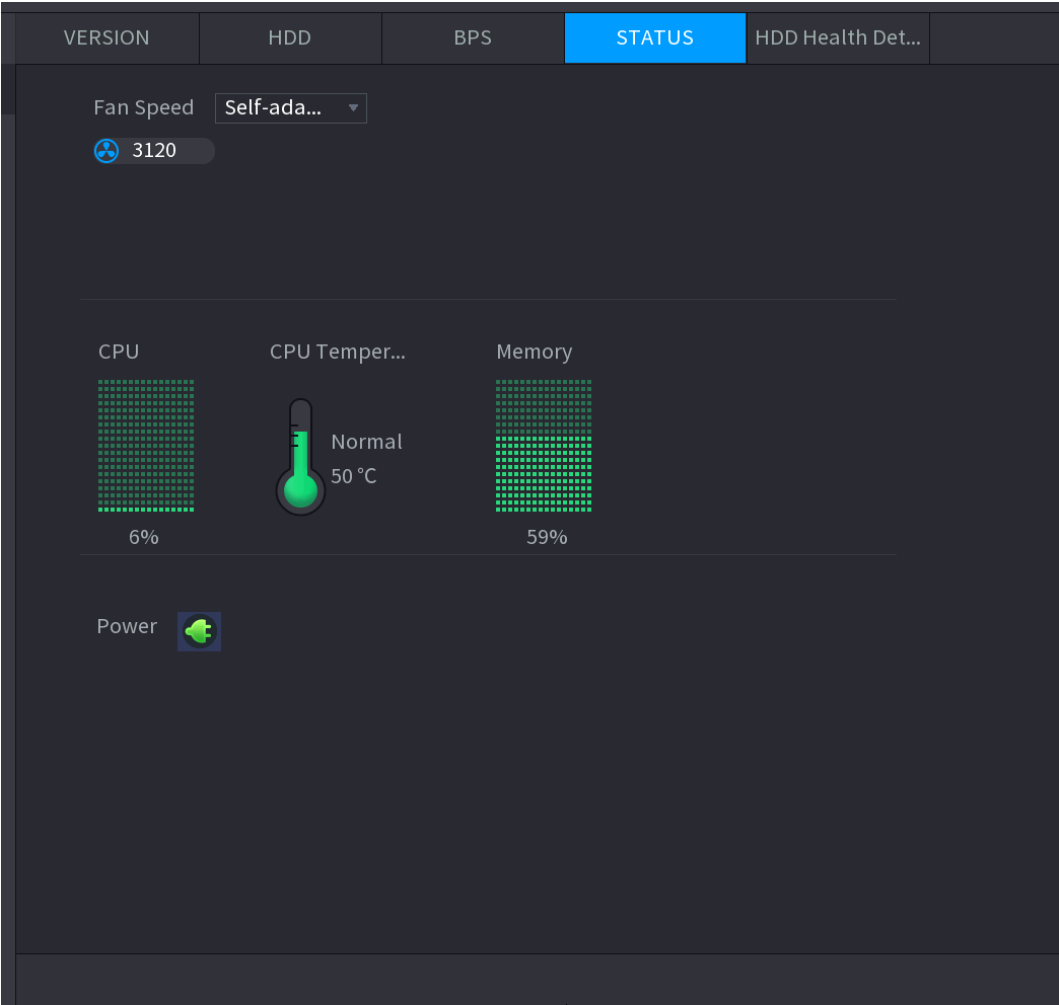 VERSION HDD BPS STATUS HDD Health Det...
Fan Speed Self-ada...
3120
CPU CPU Temper... Memory
Normal
50 °C
6% 59%
Power